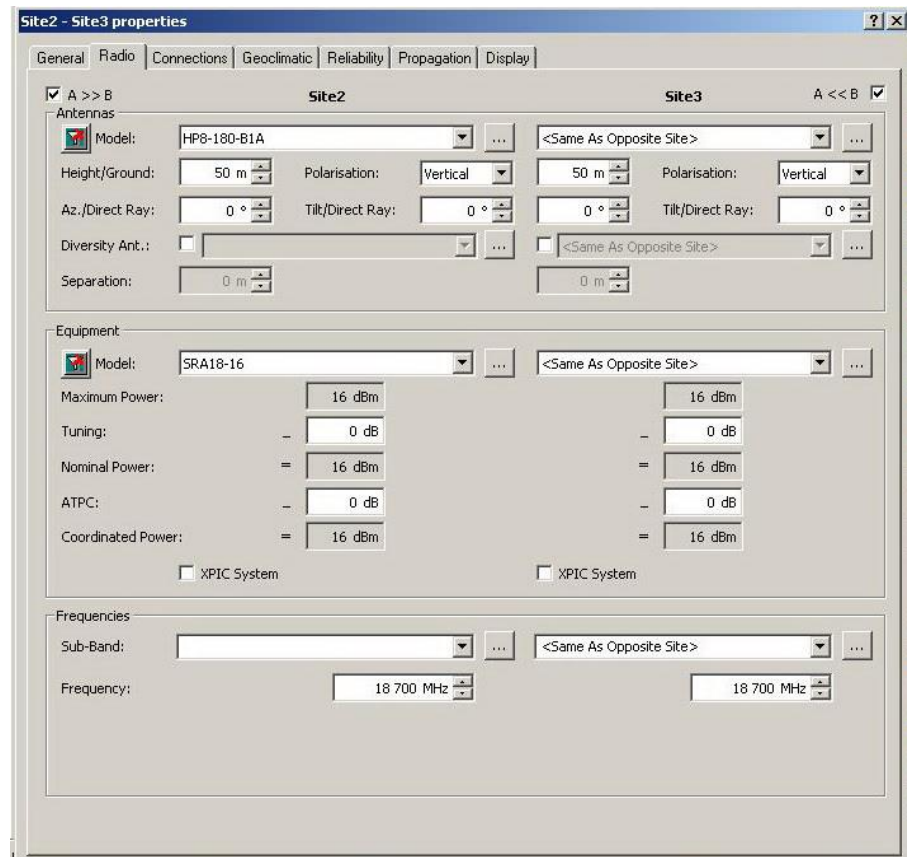 Site2 - Site3 properties
General Radio Connections Geoclimatic Reliability Propagation Display
A >> B Site2 Site3 A << B
Antennas
Model: HP8-180-B1A ... <Same As Opposite Site> ...
Height/Ground: 50 m Polarisation: Vertical 50 m Polarisation: Vertical
Az./Direct Ray: 0 ° Tilt/Direct Ray: 0 ° 0 ° Tilt/Direct Ray: 0 °
Diversity Ant.: ... <Same As Opposite Site> ...
Separation: 0 m 0 m
Equipment
Model: SRA18-16 ... <Same As Opposite Site> ...
Maximum Power: 16 dBm 16 dBm
Tuning: _ 0 dB _ 0 dB
Nominal Power: = 16 dBm = 16 dBm
ATPC: _ 0 dB _ 0 dB
Coordinated Power: = 16 dBm = 16 dBm
XPIC System XPIC System
Frequencies
Sub-Band: ... <Same As Opposite Site> ...
Frequency: 18 700 MHz 18 700 MHz